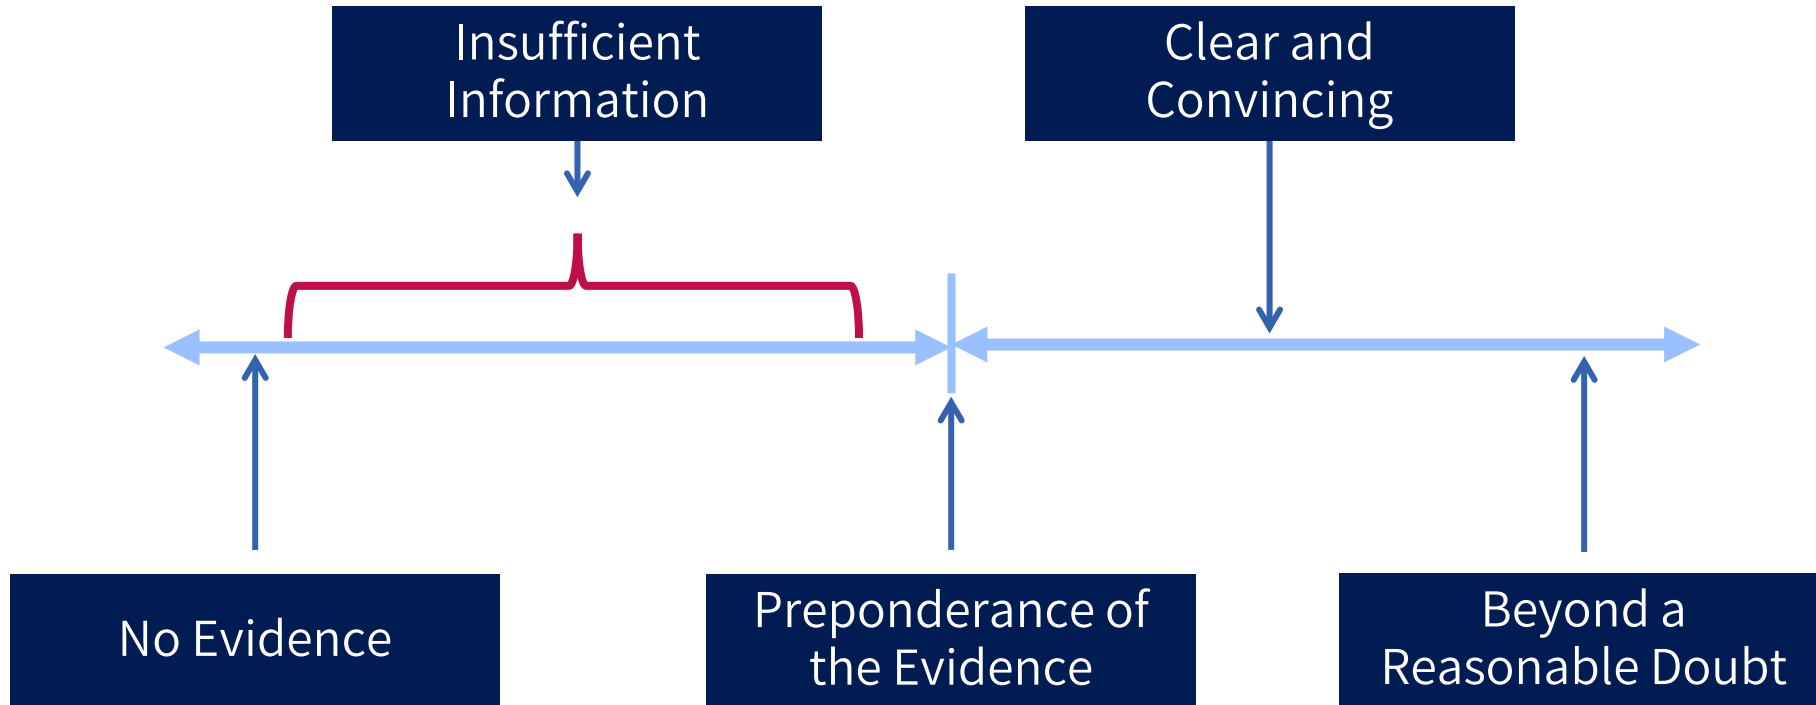 Insufficient
Information
Clear and
Convincing
No Evidence
Preponderance of
the Evidence
Beyond a
Reasonable Doubt